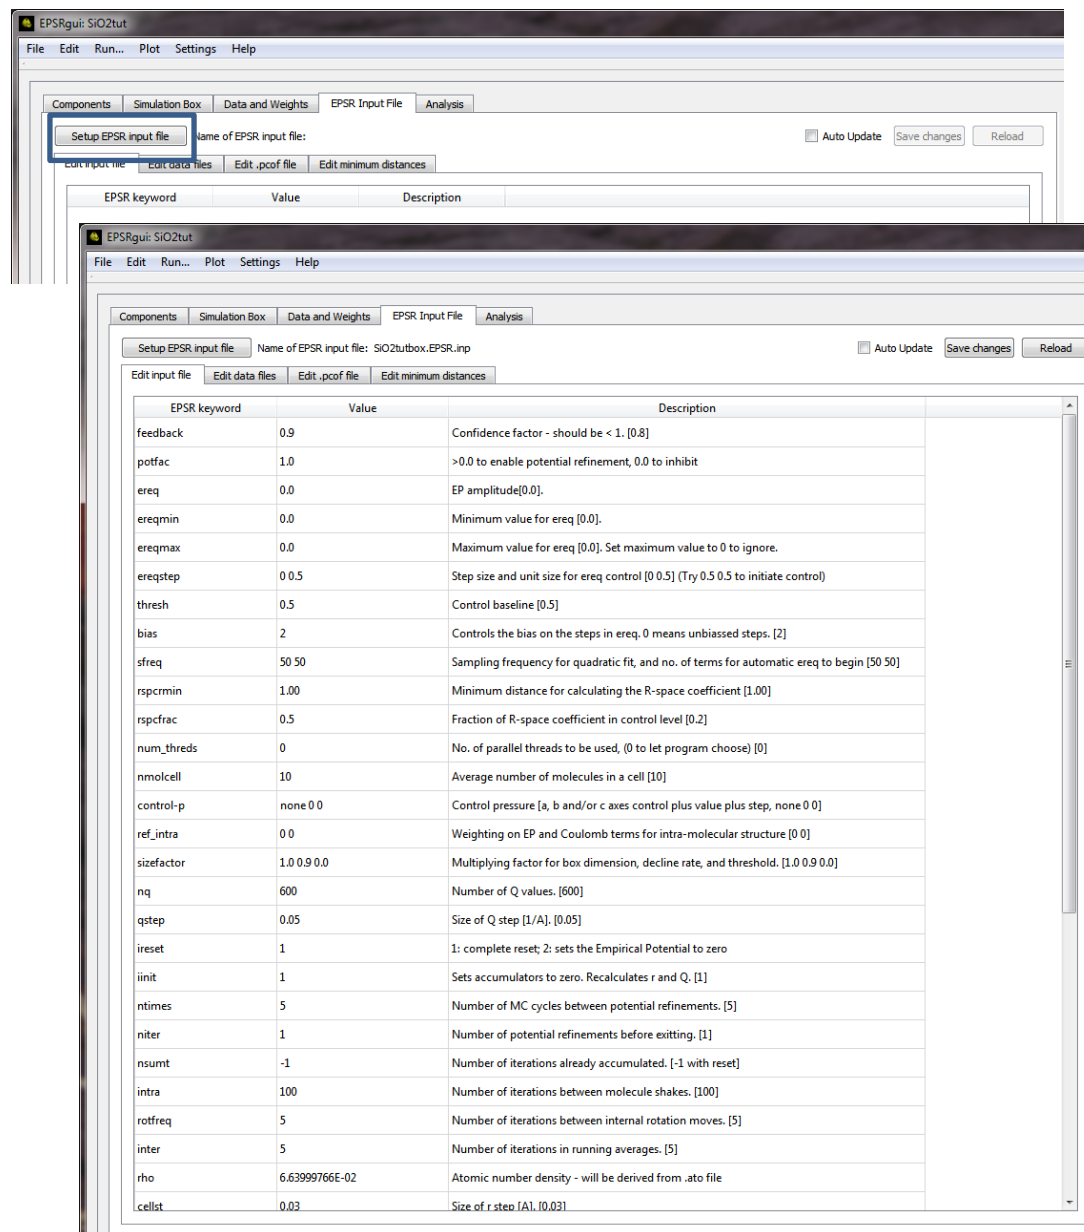 EPSRgui: SiO2tut
File Edit Run... Plot Settings Help
Components Simulation Box Data and Weights EPSR Input File Analysis
Setup EPSR input file Name of EPSR input file: Auto Update Save changes Reload
Edit input file Edit data files Edit .pcof file Edit minimum distances
EPSR keyword Value Description
EPSRgui: SiO2tut
File Edit Run... Plot Settings Help
Components Simulation Box Data and Weights EPSR Input File Analysis
Setup EPSR input file Name of EPSR input file: SiO2tutbox.EPSR.inp Auto Update Save changes Reload
Edit input file Edit data files Edit .pcof file Edit minimum distances
EPSR keyword Value Description
feedback 0.9 Confidence factor - should be < 1. [0.8]
potfac 1.0 >0.0 to enable potential refinement, 0.0 to inhibit
ereq 0.0 EP amplitude[0.0].
ereqmin 0.0 Minimum value for ereq [0.0].
ereqmax 0.0 Maximum value for ereq [0.0]. Set maximum value to 0 to ignore.
ereqstep 0 0.5 Step size and unit size for ereq control [0 0.5] (Try 0.5 0.5 to initiate control)
thresh 0.5 Control baseline [0.5]
bias 2 Controls the bias on the steps in ereq. 0 means unbiassed steps. [2]
sfreq 50 50 Sampling frequency for quadratic fit, and no. of terms for automatic ereq to begin [50 50]
rspcrmin 1.00 Minimum distance for calculating the R-space coefficient [1.00]
rspcfrac 0.5 Fraction of R-space coefficient in control level [0.2]
num_threds 0 No. of parallel threads to be used, (0 to let program choose) [0]
nmolcell 10 Average number of molecules in a cell [10]
control-p none 0 0 Control pressure [a, b and/or c axes control plus value plus step, none 0 0]
ref_intra 0 0 Weighting on EP and Coulomb terms for intra-molecular structure [0 0]
sizefactor 1.0 0.9 0.0 Multiplying factor for box dimension, decline rate, and threshold. [1.0 0.9 0.0]
nq 600 Number of Q values. [600]
qstep 0.05 Size of Q step [1/A]. [0.05]
ireset 1 1: complete reset; 2: sets the Empirical Potential to zero
iinit 1 Sets accumulators to zero. Recalculates r and Q. [1]
ntimes 5 Number of MC cycles between potential refinements. [5]
niter 1 Number of potential refinements before exitting. [1]
nsumt -1 Number of iterations already accumulated. [-1 with reset]
intra 100 Number of iterations between molecule shakes. [100]
rotfreq 5 Number of iterations between internal rotation moves. [5]
inter 5 Number of iterations in running averages. [5]
rho 6.63999766E-02 Atomic number density - will be derived from .ato file
cellst 0.03 Size of r step [A]. [0.03]